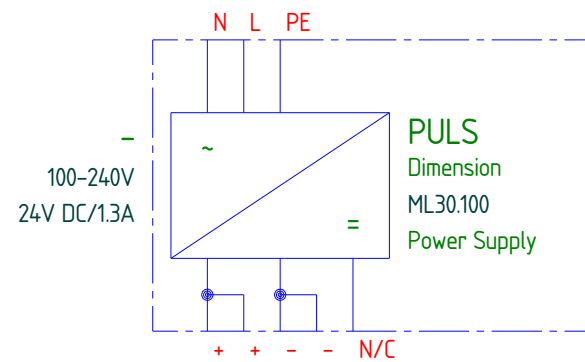 N L PE
–
100-240V
24V DC/1.3A
~
=
PULS
Dimension
ML30.100
Power Supply
+ + - - N/C